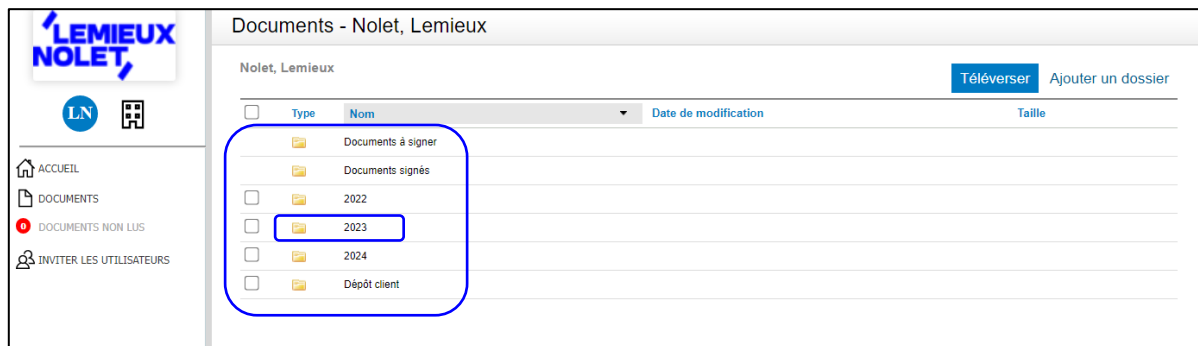 LEMIEUX
NOLET,
LN
ACCUEIL
DOCUMENTS
0 DOCUMENTS NON LUS
INVITER LES UTILISATEURS
Documents - Nolet, Lemieux
Nolet, Lemieux
Téléverser Ajouter un dossier
Type Nom Date de modification Taille
Documents à signer
Documents signés
2022
2023
2024
Dépôt client